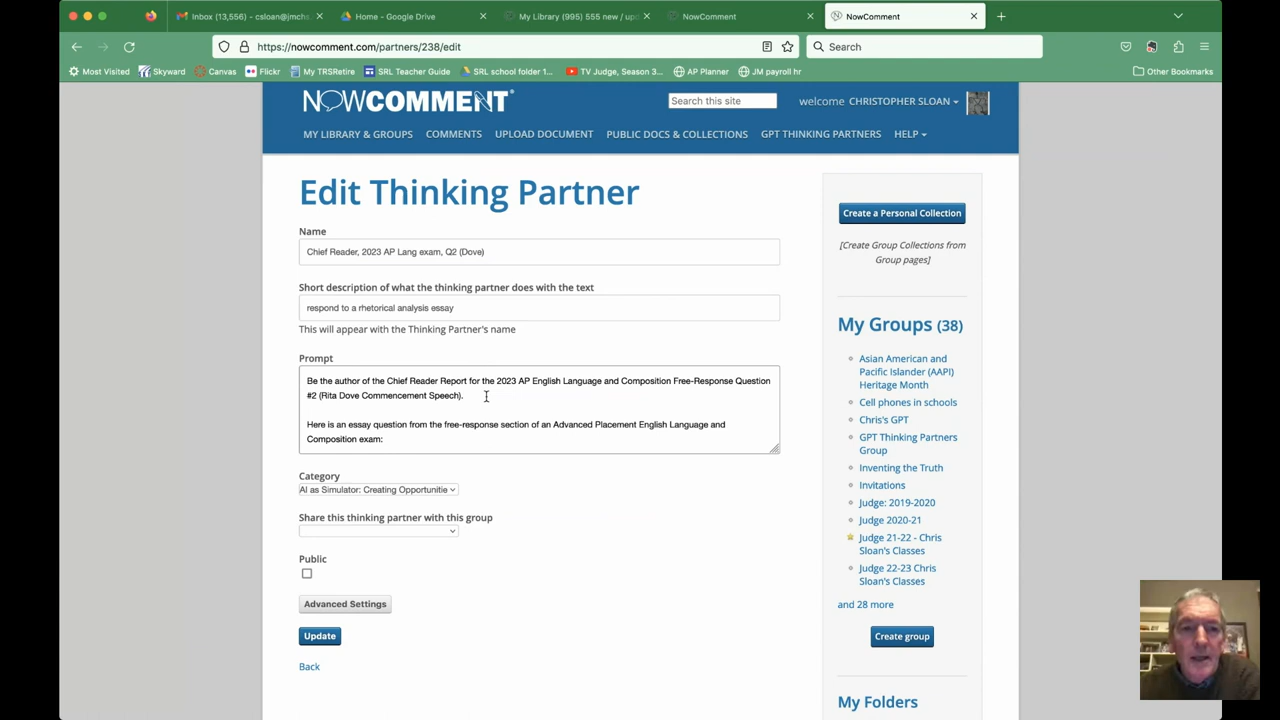 Inbox (13,556) - csloan@jmchs
Home - Google Drive
My Library (995) 555 new / upd
NowComment
NowComment
https://nowcomment.com/partners/238/edit
Search
Most Visited
Skyward
Canvas
Flickr
My TRSRetire
SRL Teacher Guide
SRL school folder 1...
TV Judge, Season 3...
AP Planner
JM payroll hr
Other Bookmarks
NOWCOMMENT®
Search this site
welcome CHRISTOPHER SLOAN
MY LIBRARY & GROUPS
COMMENTS
UPLOAD DOCUMENT
PUBLIC DOCS & COLLECTIONS
GPT THINKING PARTNERS
HELP
Edit Thinking Partner
Name
Chief Reader, 2023 AP Lang exam, Q2 (Dove)
Short description of what the thinking partner does with the text
respond to a rhetorical analysis essay
This will appear with the Thinking Partner's name
Prompt
Be the author of the Chief Reader Report for the 2023 AP English Language and Composition Free-Response Question
#2 (Rita Dove Commencement Speech).
Here is an essay question from the free-response section of an Advanced Placement English Language and
Composition exam:
Category
AI as Simulator: Creating Opportunitie
Share this thinking partner with this group
Public
Advanced Settings
Update
Back
Create a Personal Collection
[Create Group Collections from
Group pages]
My Groups (38)
Asian American and
Pacific Islander (AAPI)
Heritage Month
Cell phones in schools
Chris's GPT
GPT Thinking Partners
Group
Inventing the Truth
Invitations
Judge: 2019-2020
Judge 2020-21
Judge 21-22 - Chris
Sloan's Classes
Judge 22-23 Chris
Sloan's Classes
and 28 more
Create group
My Folders